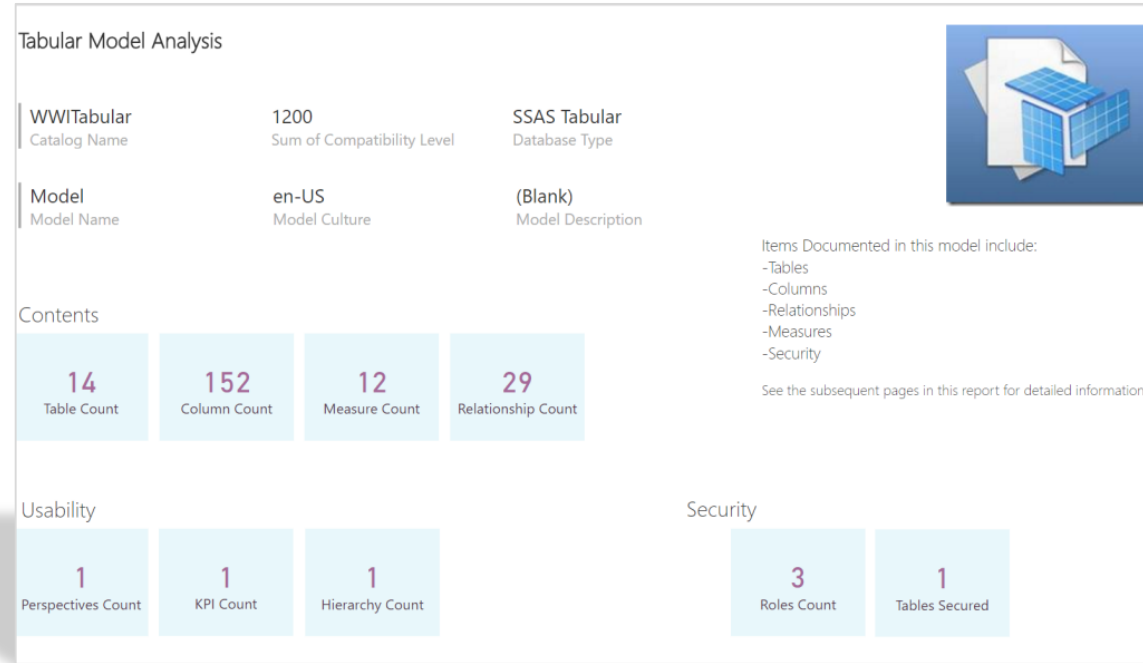 Tabular Model Analysis
WWITabular
Catalog Name
1200
Sum of Compatibility Level
SSAS Tabular
Database Type
Model
Model Name
en-US
Model Culture
(Blank)
Model Description
Items Documented in this model include:
-Tables
-Columns
-Relationships
-Measures
-Security
See the subsequent pages in this report for detailed information
Contents
14
Table Count
152
Column Count
12
Measure Count
29
Relationship Count
Usability
1
Perspectives Count
1
KPI Count
1
Hierarchy Count
Security
3
Roles Count
1
Tables Secured